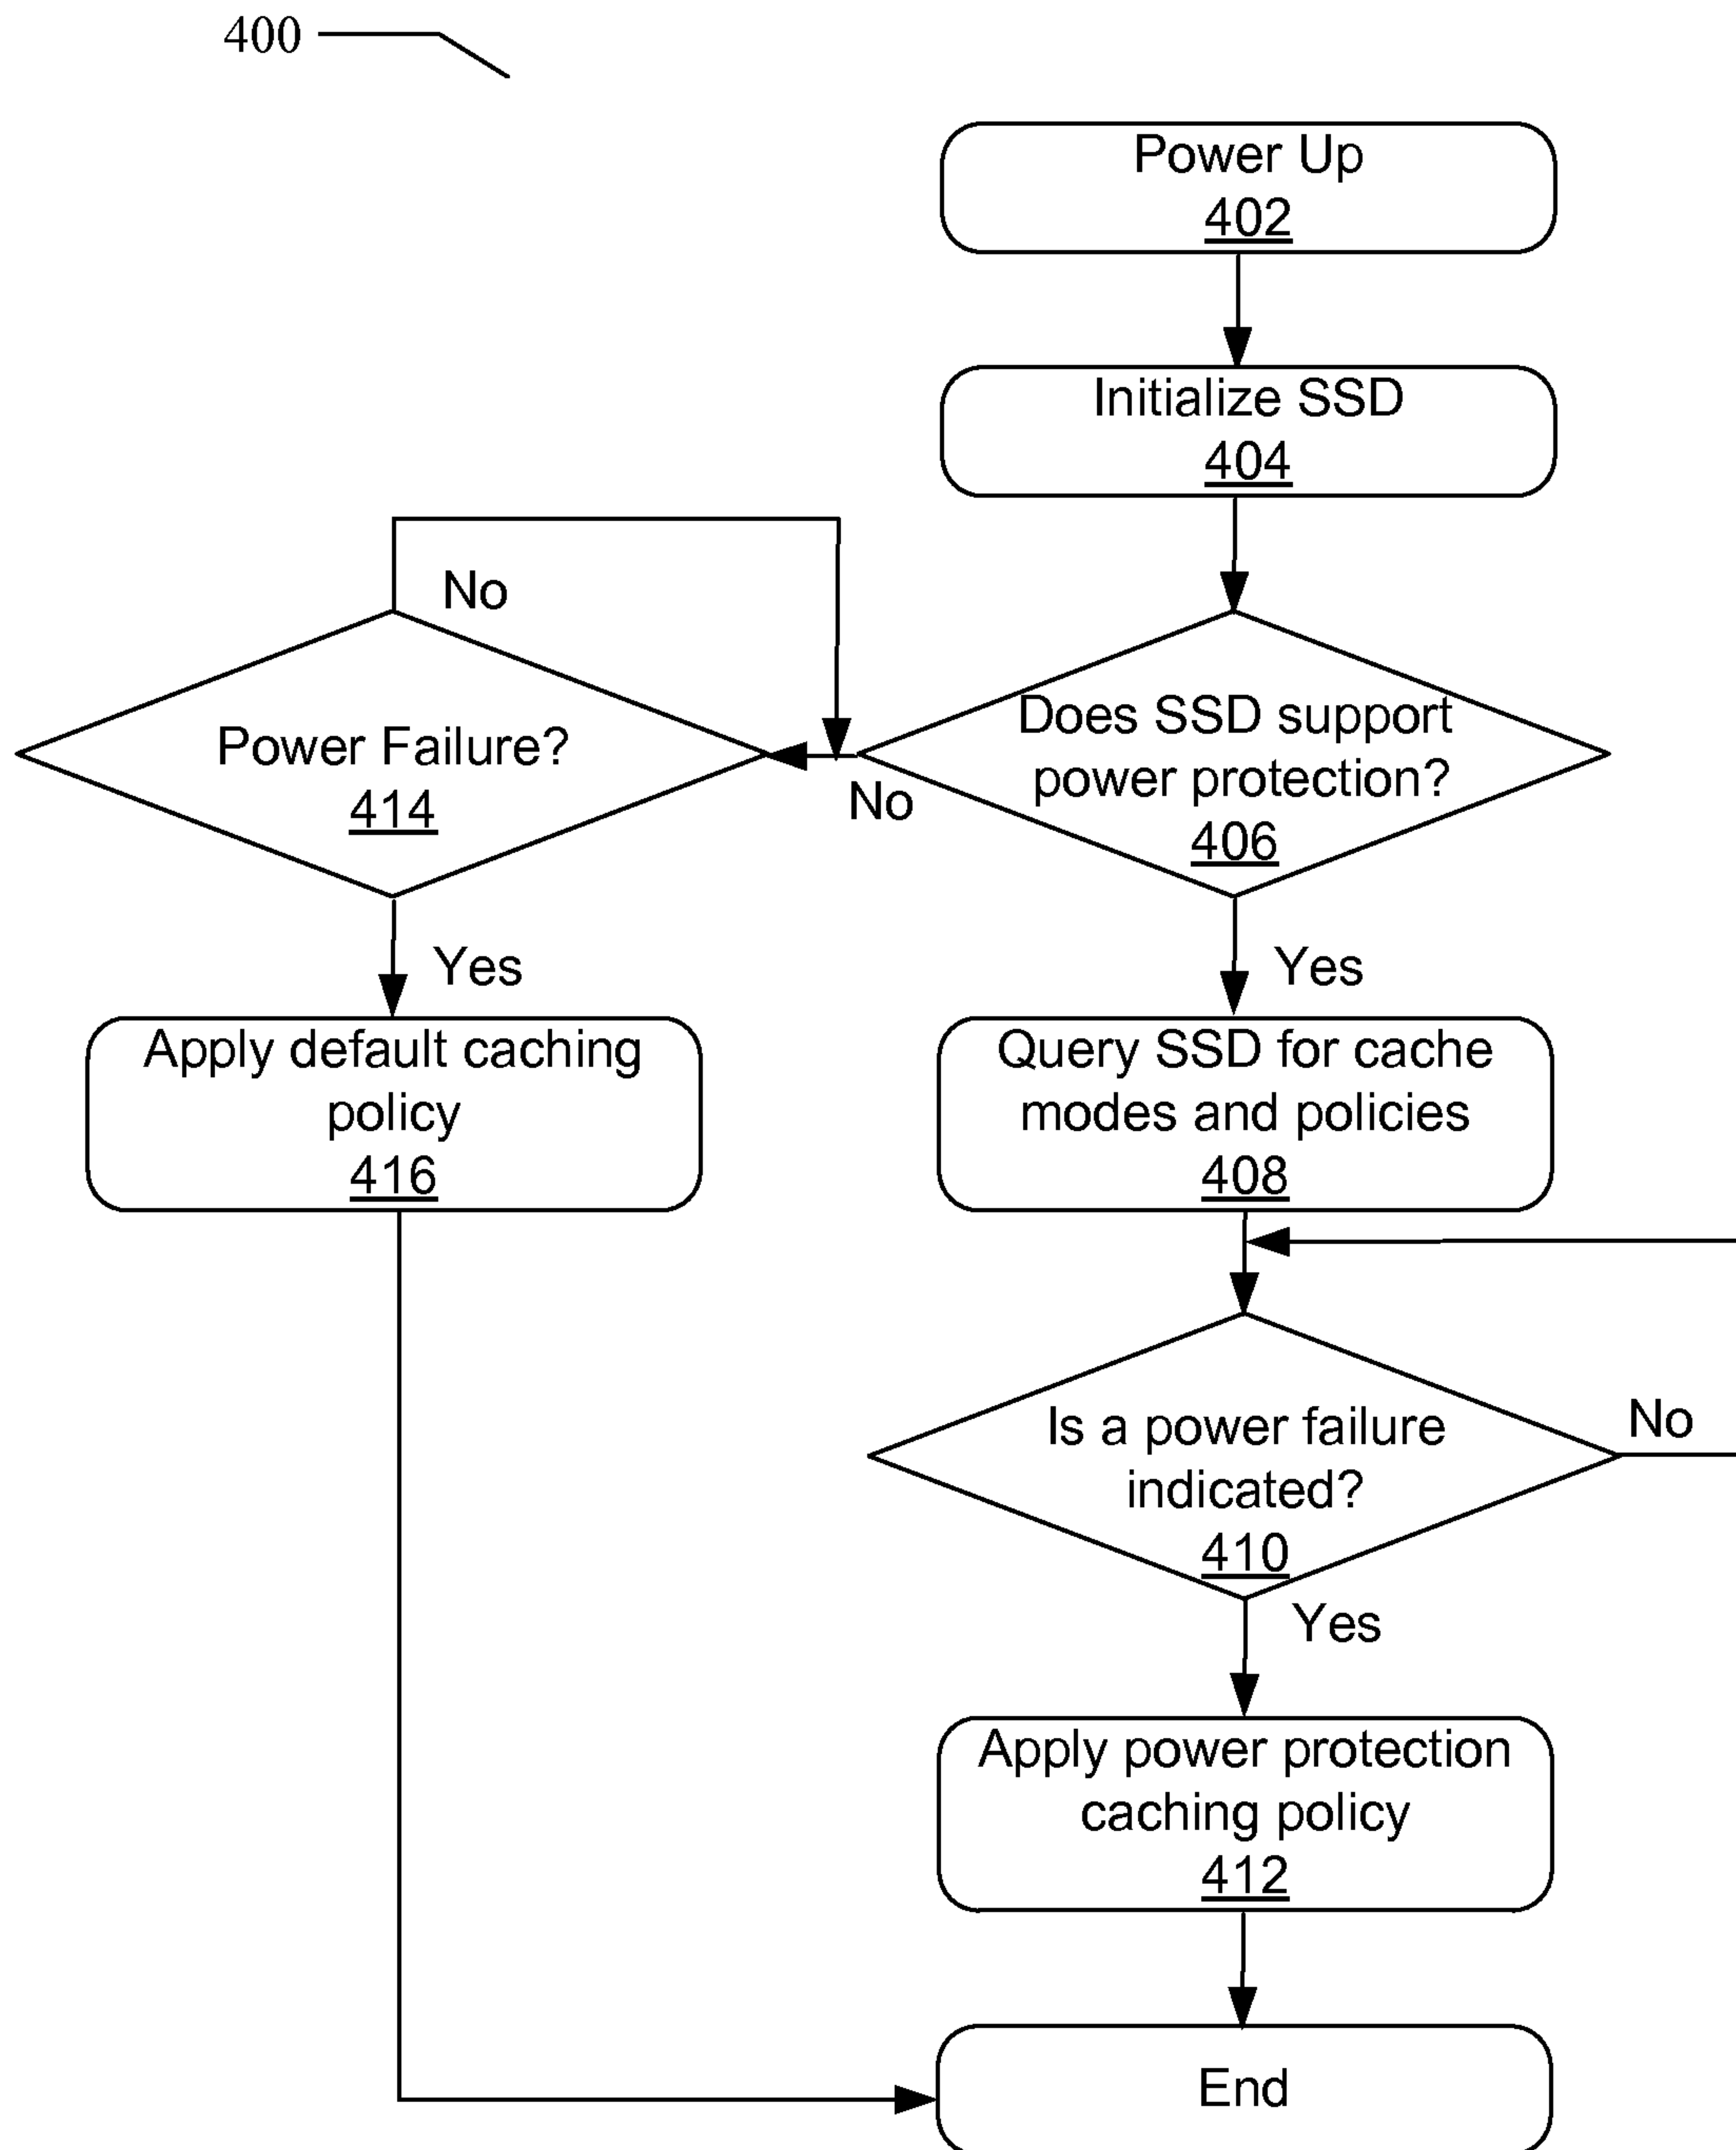 400
Power Up
402
Initialize SSD
404
No
Does SSD support
power protection?
406
Power Failure?
414
No
Yes
Yes
Apply default caching
policy
416
Query SSD for cache
modes and policies
408
Is a power failure
indicated?
410
No
Yes
Apply power protection
caching policy
412
End